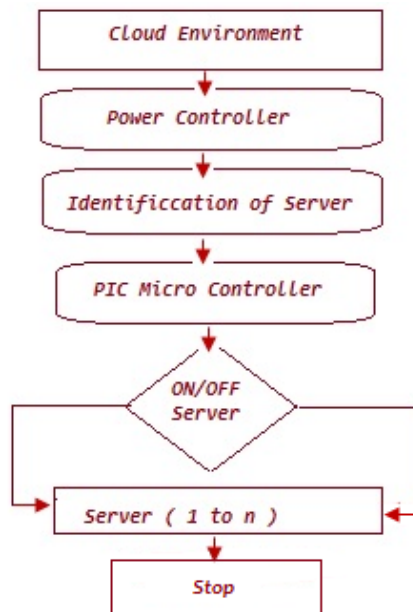 Cloud Environment
Power Controller
Identificcation of Server
PIC Micro Controller
ON/OFF
Server
Server ( 1 to n )
Stop